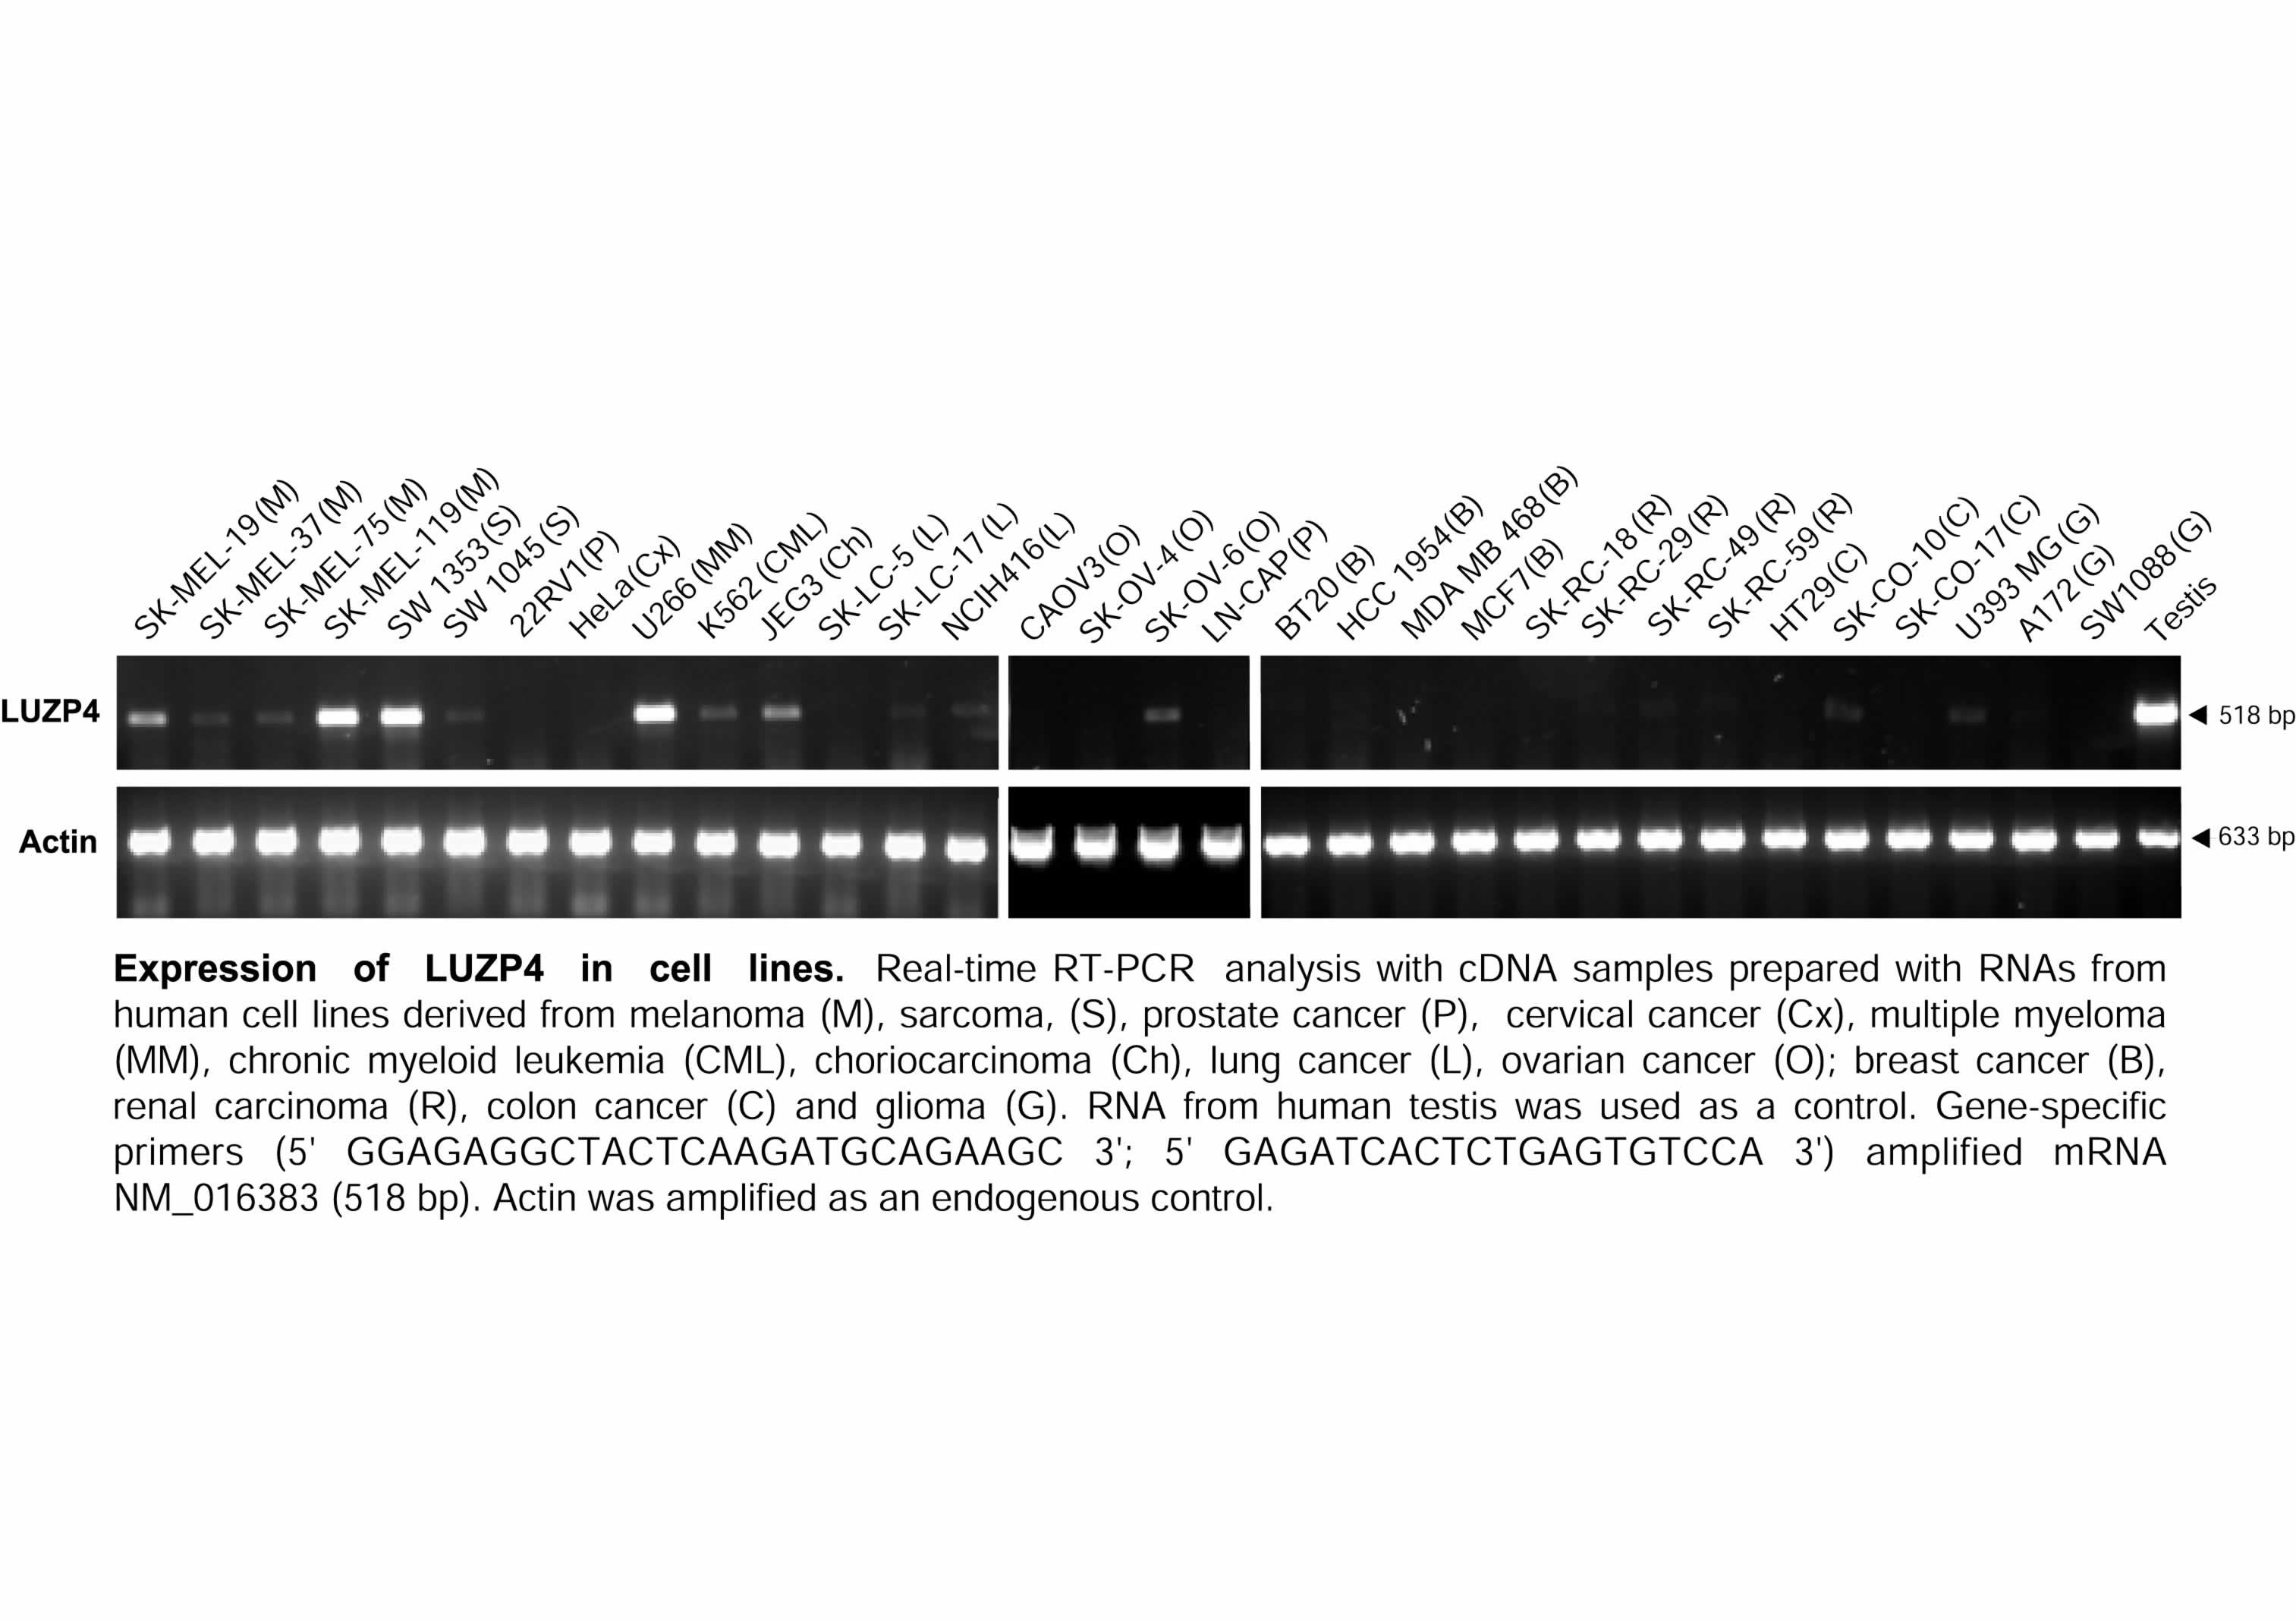 SK-MEL-19 (M)
SK-MEL-37 (M)
SK-MEL-75 (M)
SK-MEL-119 (M)
SW 1353 (S)
SW 1045 (S)
22RV1(P)
HeLa(Cx)
U266 (MM)
K562 (CML)
JEG3 (Ch)
SK-LC-5 (L)
SK-LC-17 (L)
NCIH416 (L)
CAOV3(O)
SK-OV-4 (O)
SK-OV-6(O)
LN-CAP (P)
BT20 (B)
HCC 1954(B)
MDA MB 468(B)
MCF7(B)
SK-RC-18 (R)
SK-RC-29 (R)
SK-RC-49 (R)
SK-RC-59 (R)
HT29(C)
SK-CO-10(C)
SK-CO-17(C)
U393 MG (G)
A172 (G)
SW1088 (G)
Testis
LUZP4
518 bp
Actin
633 bp
Expression of LUZP4 in cell lines. Real-time RT-PCR analysis with cDNA samples prepared with RNAs from
human cell lines derived from melanoma (M), sarcoma, (S), prostate cancer (P), cervical cancer (Cx), multiple myeloma
(MM), chronic myeloid leukemia (CML), choriocarcinoma (Ch), lung cancer (L), ovarian cancer (O); breast cancer (B),
renal carcinoma (R), colon cancer (C) and glioma (G). RNA from human testis was used as a control. Gene-specific
primers (5' GGAGAGGCTACTCAAGATGCAGAAGC 3'; 5' GAGATCACTCTGAGTGTCCA 3') amplified mRNA
NM_016383 (518 bp). Actin was amplified as an endogenous control.